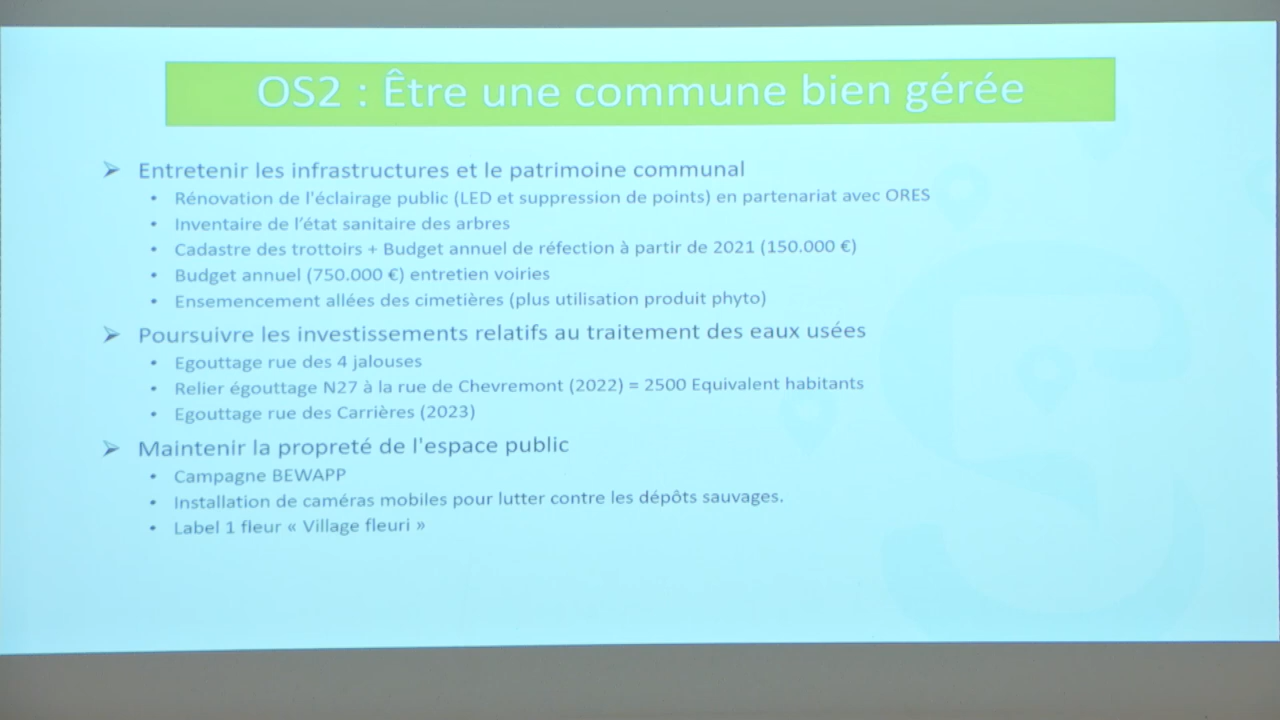 OS2 : Être une commune bien gérée
➢ Entretenir les infrastructures et le patrimoine communal
• Rénovation de l'éclairage public (LED et suppression de points) en partenariat avec ORES
• Inventaire de l’état sanitaire des arbres
• Cadastre des trottoirs + Budget annuel de réfection à partir de 2021 (150.000 €)
• Budget annuel (750.000 €) entretien voiries
• Ensemencement allées des cimetières (plus utilisation produit phyto)
➢ Poursuivre les investissements relatifs au traitement des eaux usées
• Egouttage rue des 4 jalouses
• Relier égouttage N27 à la rue de Chevremont (2022) = 2500 Equivalent habitants
• Egouttage rue des Carrières (2023)
➢ Maintenir la propreté de l'espace public
• Campagne BEWAPP
• Installation de caméras mobiles pour lutter contre les dépôts sauvages.
• Label 1 fleur « Village fleuri »